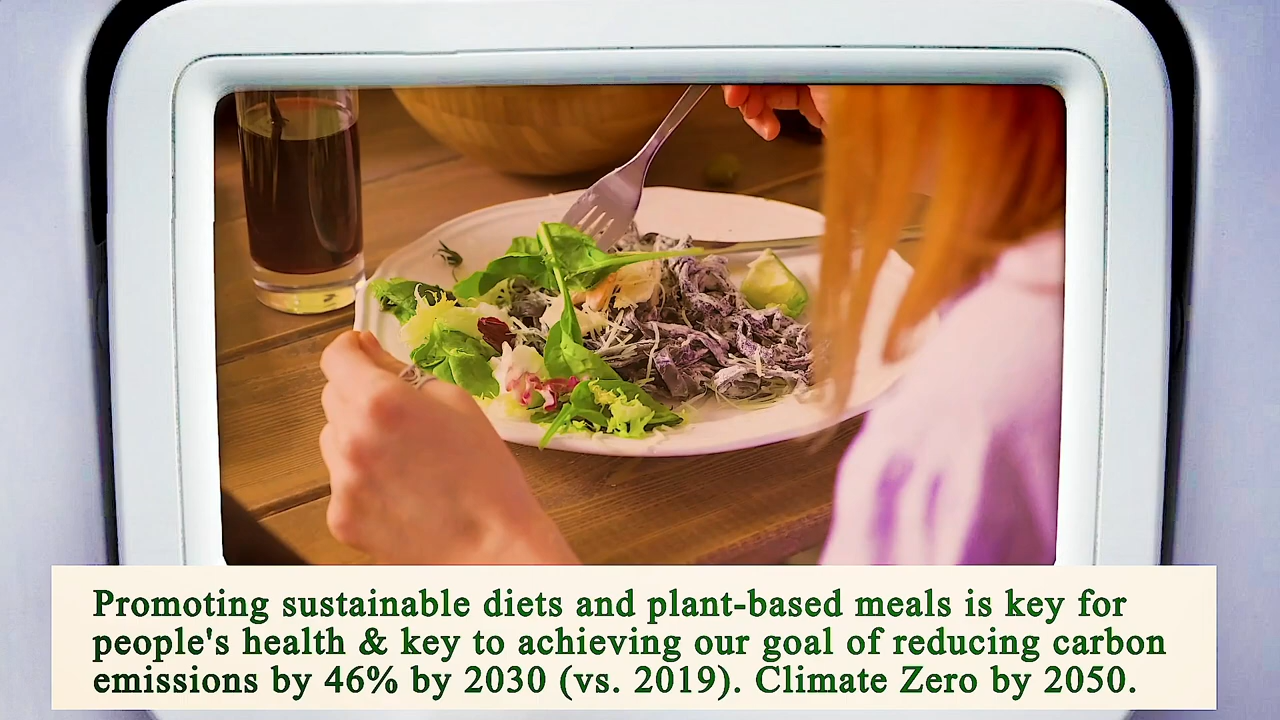 Promoting sustainable diets and plant-based meals is key for
people's health & key to achieving our goal of reducing carbon
emissions by 46% by 2030 (vs. 2019). Climate Zero by 2050.